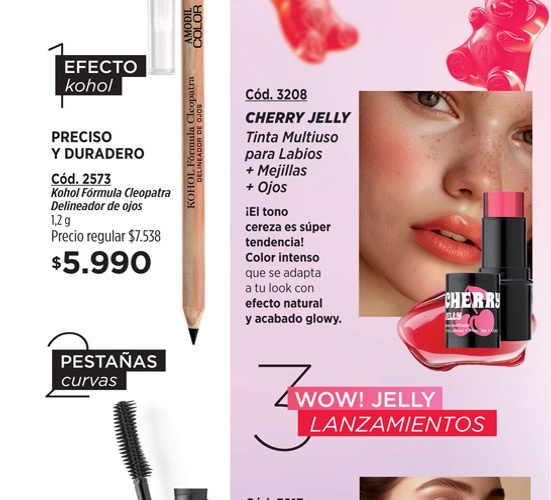 1
EFECTO
kohol
PRECISO
Y DURADERO
Cód. 2573
Kohol Fórmula Cleopatra
Delineador de ojos
1,2 g
Precio regular $7.538
$5.990
AMODIL
COLOR
KOHOL Fórmula Cleopatra
DELINEADOR DE OJOS
2
PESTAÑAS
curvas
Cód. 3208
CHERRY JELLY
Tinta Multiuso
para Labios
+ Mejillas
+ Ojos
¡El tono
cereza es súper
tendencia!
Color intenso
que se adapta
a tu look con
efecto natural
y acabado glowy.
CHERRY
JELLY
3
WOW! JELLY
LANZAMIENTOS